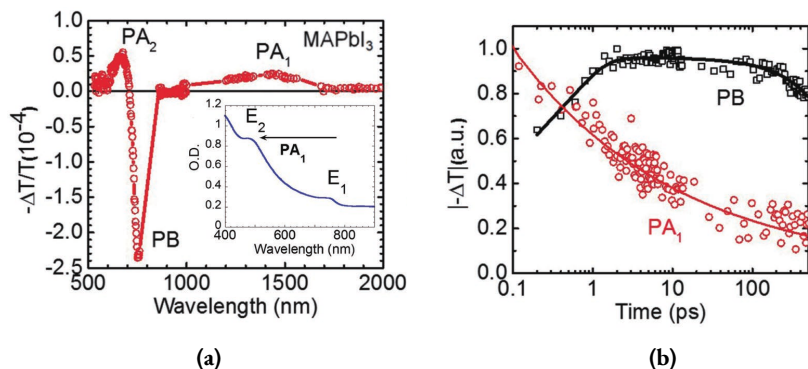 PA2
PA1
MAPbI3
1.0
0.5
0.0
-0.5
-1.0
-1.5
-2.0
-2.5
-ΔT/T(10-4)
PB
500
1000
1500
2000
Wavelength (nm)
1.2
1
0.8
0.6
0.4
0.2
0
O.D.
E2
PA1
E1
400
600
800
Wavelength (nm)
(a)
1.0
0.8
0.6
0.4
0.2
0.0
|-ΔT|(a.u.)
PB
PA1
0.1
1
10
100
Time (ps)
(b)